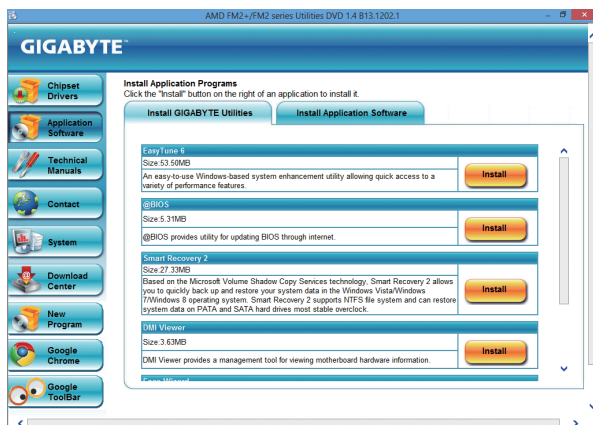 AMD FM2+/FM2 series Utilities DVD 1.4 B13.1202.1
GIGABYTE™
Chipset
Drivers
Application
Software
Technical
Manuals
Contact
System
Download
Center
New
Program
Google
Chrome
Google
ToolBar
Install Application Programs
Click the "Install" button on the right of an application to install it.
Install GIGABYTE Utilities
Install Application Software
EasyTune 6
Size:53.50MB
An easy-to-use Windows-based system enhancement utility allowing quick access to a
variety of performance features.
Install
@BIOS
Size:5.31MB
@BIOS provides utility for updating BIOS through internet.
Install
Smart Recovery 2
Size:27.33MB
Based on the Microsoft Volume Shadow Copy Services technology, Smart Recovery 2 allows
you to quickly back up and restore your system data in the Windows Vista/Windows
7/Windows 8 operating system. Smart Recovery 2 supports NTFS file system and can restore
system data on PATA and SATA hard drives most stable overclock.
Install
DMI Viewer
Size:3.63MB
DMI Viewer provides a management tool for viewing motherboard hardware information.
Install